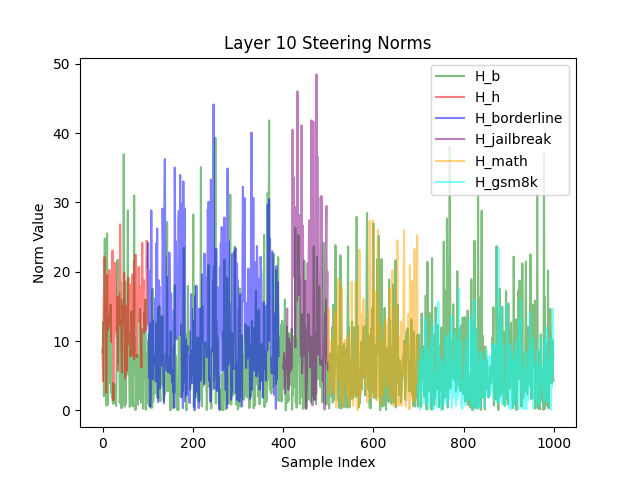 Layer 10 Steering Norms
50
40
30
20
10
0
Norm Value
H_b
H_h
H_borderline
H_jailbreak
H_math
H_gsm8k
0 200 400 600 800 1000
Sample Index